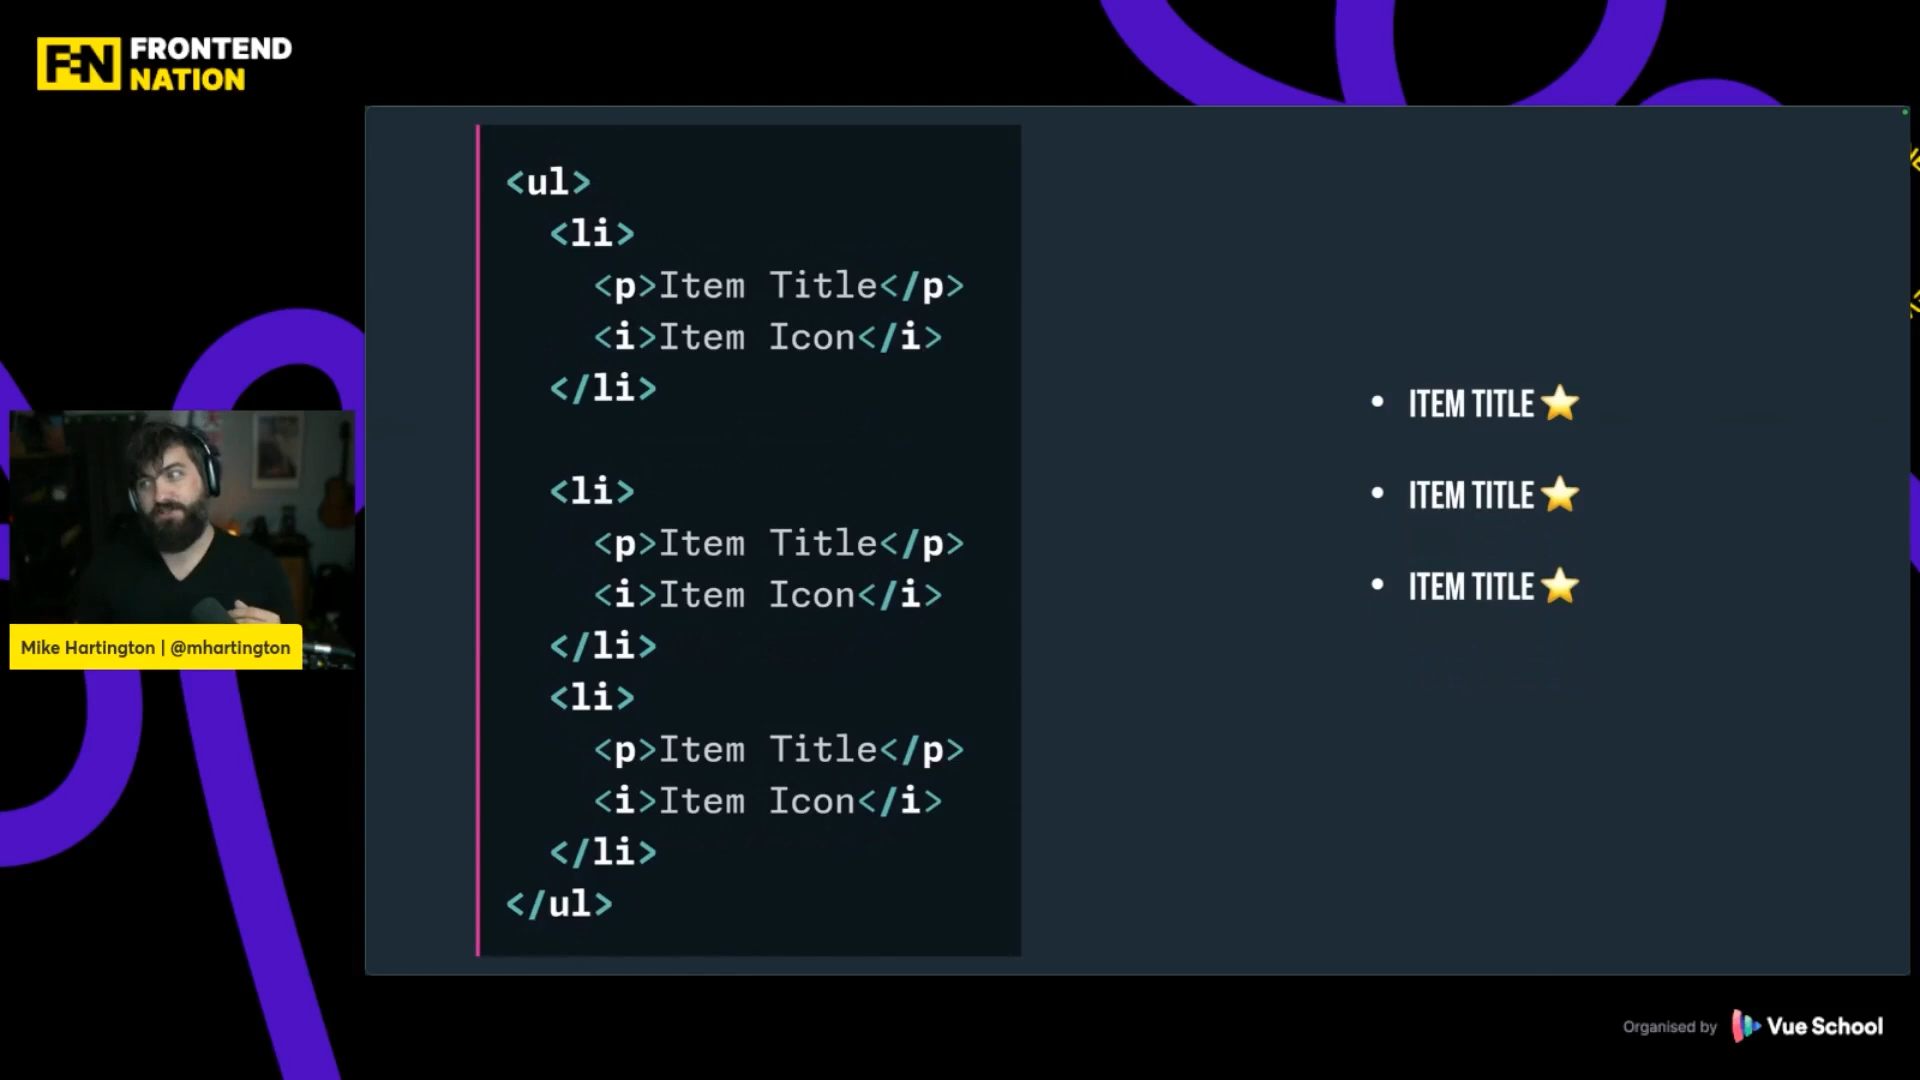 FRONTEND
NATION
<ul>
<li>
<p>Item Title</p>
<i>Item Icon</i>
</li>
<li>
<p>Item Title</p>
<i>Item Icon</i>
</li>
<li>
<p>Item Title</p>
<i>Item Icon</i>
</li>
</ul>
• ITEM TITLE ⭐
• ITEM TITLE ⭐
• ITEM TITLE ⭐
Mike Hartington | @mhartington
Organised by Vue School